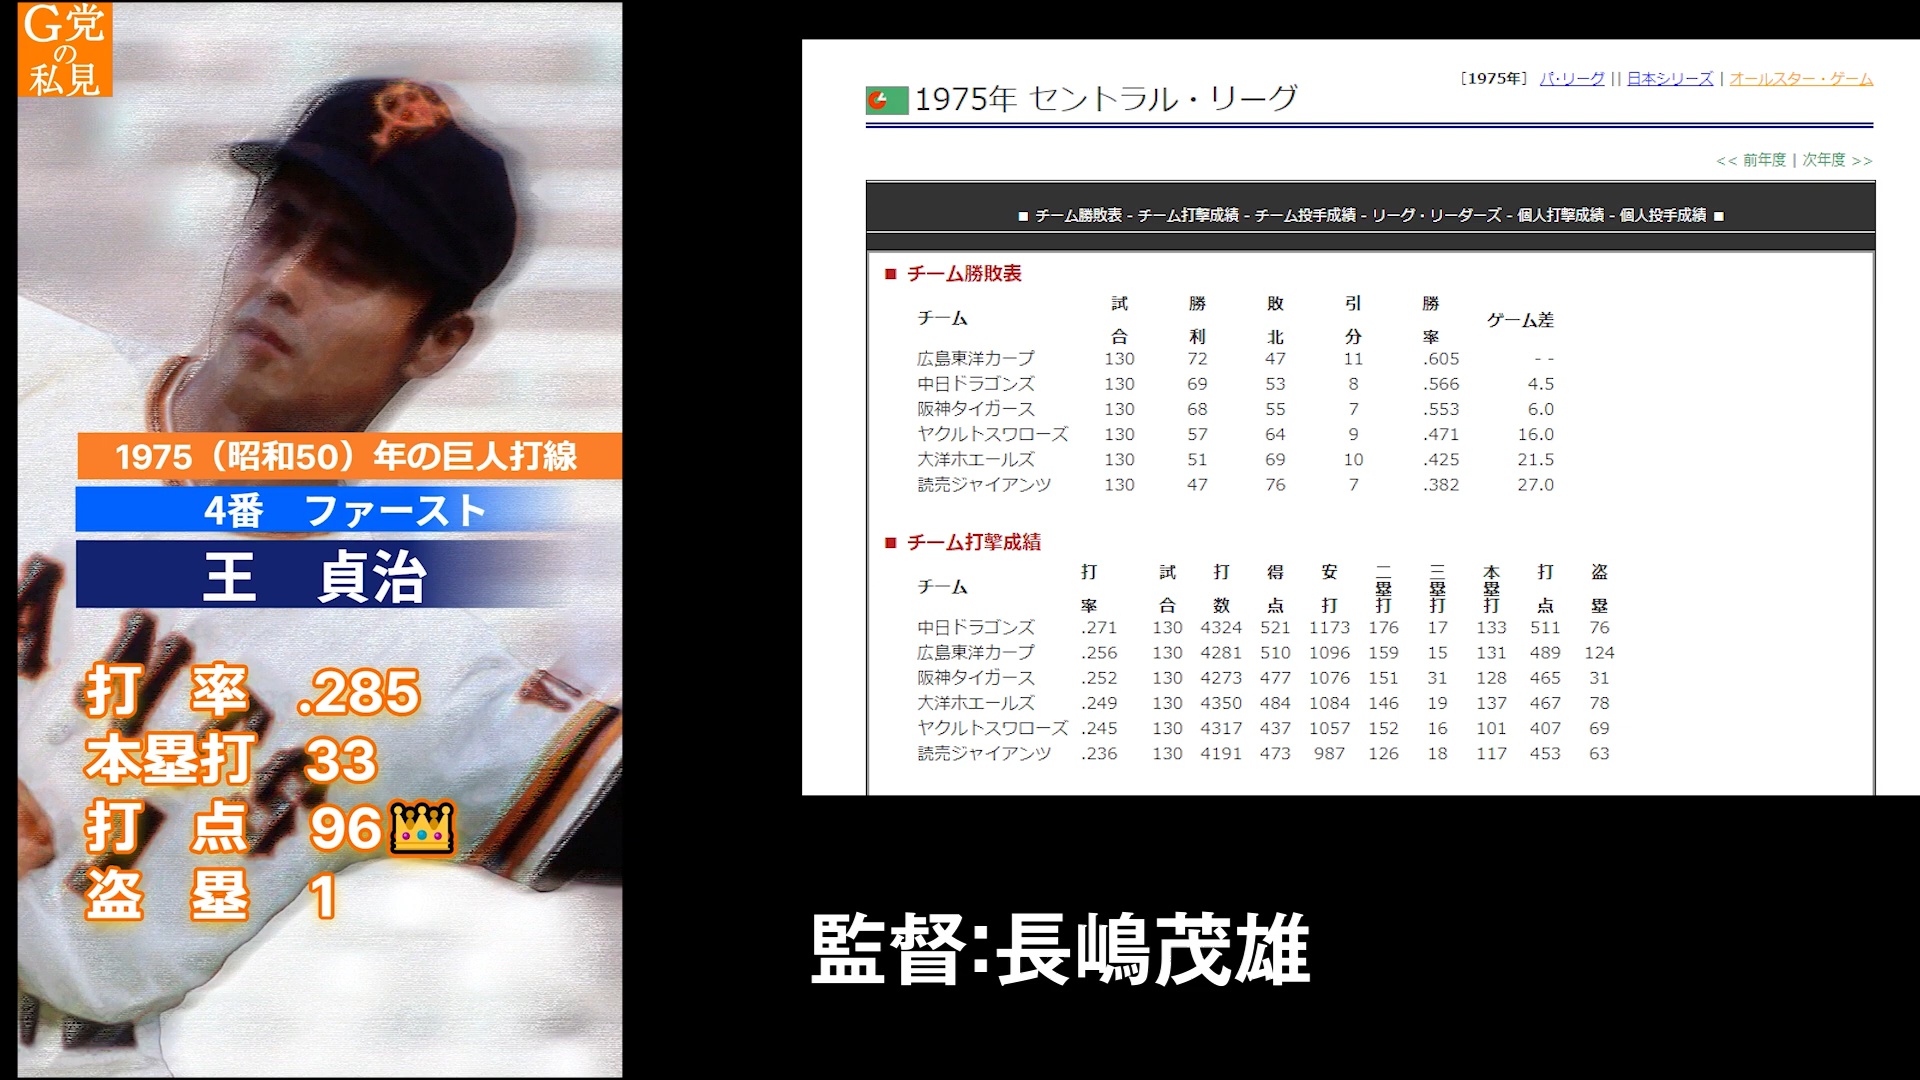 G党
の
私見
1975（昭和50）年の巨人打線
4番　ファースト
王　貞治
打　率　.285
本塁打　33
打　点　96
盗　塁　1
1975年 セントラル・リーグ
［1975年］ パ・リーグ || 日本シリーズ | オールスター・ゲーム
<< 前年度 | 次年度 >>
■ チーム勝敗表 - チーム打撃成績 - チーム投手成績 - リーグ・リーダーズ - 個人打撃成績 - 個人投手成績 ■
■ チーム勝敗表
チーム 試合 勝利 敗北 引分 勝率 ゲーム差
広島東洋カープ 130 72 47 11 .605 - -
中日ドラゴンズ 130 69 53 8 .566 4.5
阪神タイガース 130 68 55 7 .553 6.0
ヤクルトスワローズ 130 57 64 9 .471 16.0
大洋ホエールズ 130 51 69 10 .425 21.5
読売ジャイアンツ 130 47 76 7 .382 27.0
■ チーム打撃成績
チーム 打率 試合 打数 得点 安打 二塁打 三塁打 本塁打 打点 盗塁
中日ドラゴンズ .271 130 4324 521 1173 176 17 133 511 76
広島東洋カープ .256 130 4281 510 1096 159 15 131 489 124
阪神タイガース .252 130 4273 477 1076 151 31 128 465 31
大洋ホエールズ .249 130 4350 484 1084 146 19 137 467 78
ヤクルトスワローズ .245 130 4317 437 1057 152 16 101 407 69
読売ジャイアンツ .236 130 4191 473 987 126 18 117 453 63
監督:長嶋茂雄